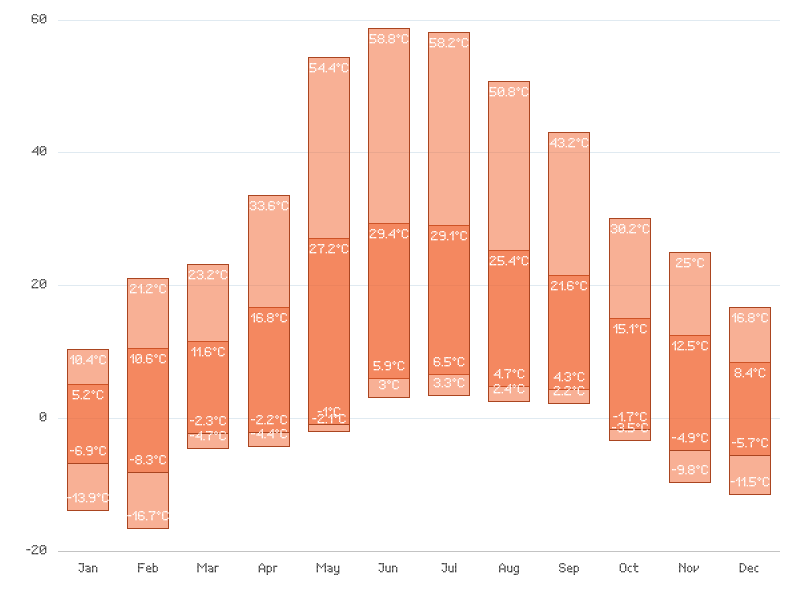 60
40
20
0
-20
10.4°C
5.2°C
-6.9°C
-13.9°C
21.2°C
10.6°C
-8.3°C
-16.7°C
23.2°C
11.6°C
-2.3°C
-4.7°C
33.6°C
16.8°C
-2.2°C
-4.4°C
54.4°C
27.2°C
-1°C
-2.1°C
58.8°C
29.4°C
5.9°C
3°C
58.2°C
29.1°C
6.5°C
3.3°C
50.8°C
25.4°C
4.7°C
2.4°C
43.2°C
21.6°C
4.3°C
2.2°C
30.2°C
15.1°C
-1.7°C
-3.5°C
25°C
12.5°C
-4.9°C
-9.8°C
16.8°C
8.4°C
-5.7°C
-11.5°C
Jan Feb Mar Apr May Jun Jul Aug Sep Oct Nov Dec